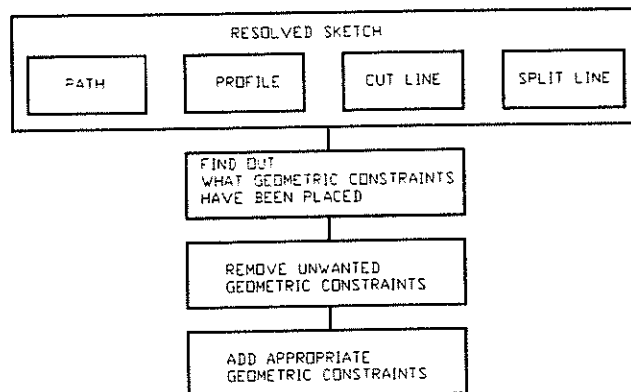 RESOLVED SKETCH
PATH
PROFILE
CUT LINE
SPLIT LINE
FIND OUT
WHAT GEOMETRIC CONSTRAINTS
HAVE BEEN PLACED
REMOVE UNWANTED
GEOMETRIC CONSTRAINTS
ADD APPROPRIATE
GEOMETRIC CONSTRAINTS